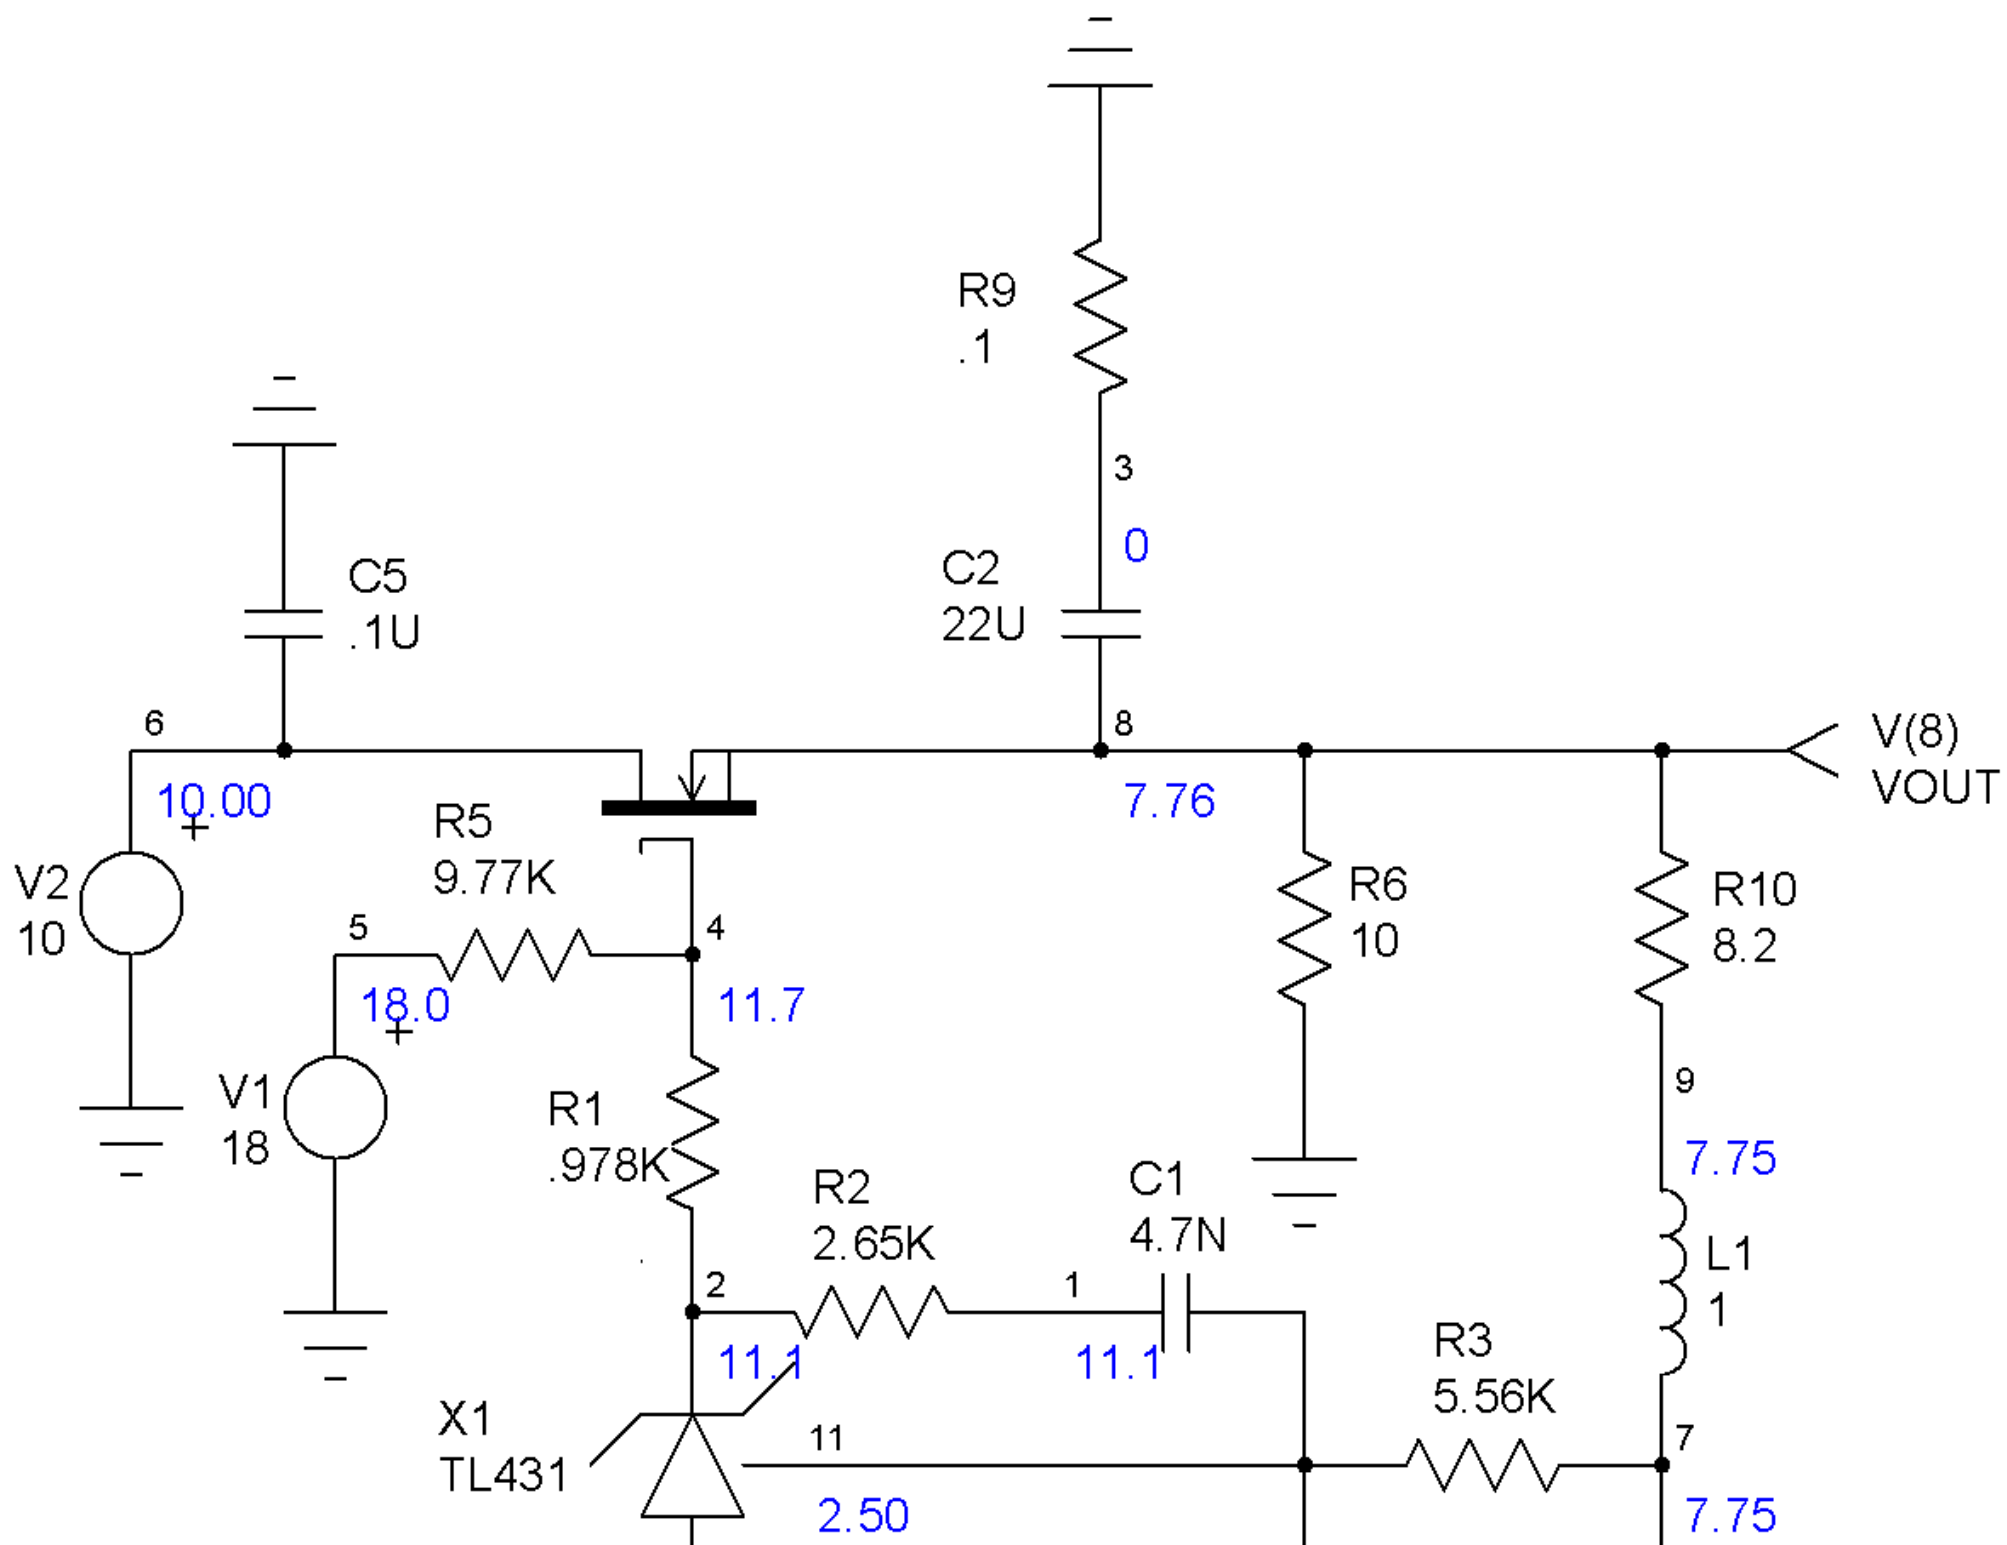 R9
.1
3
0
C5
.1U
C2
22U
6
8
V(8)
VOUT
10.00
+
7.76
R5
9.77K
V2
10
R6
10
R10
8.2
5
4
18.0
+
11.7
V1
18
R1
.978K
9
7.75
R2
2.65K
C1
4.7N
2
1
L1
1
11.1
11.1
R3
5.56K
X1
TL431
11
7
2.50
7.75